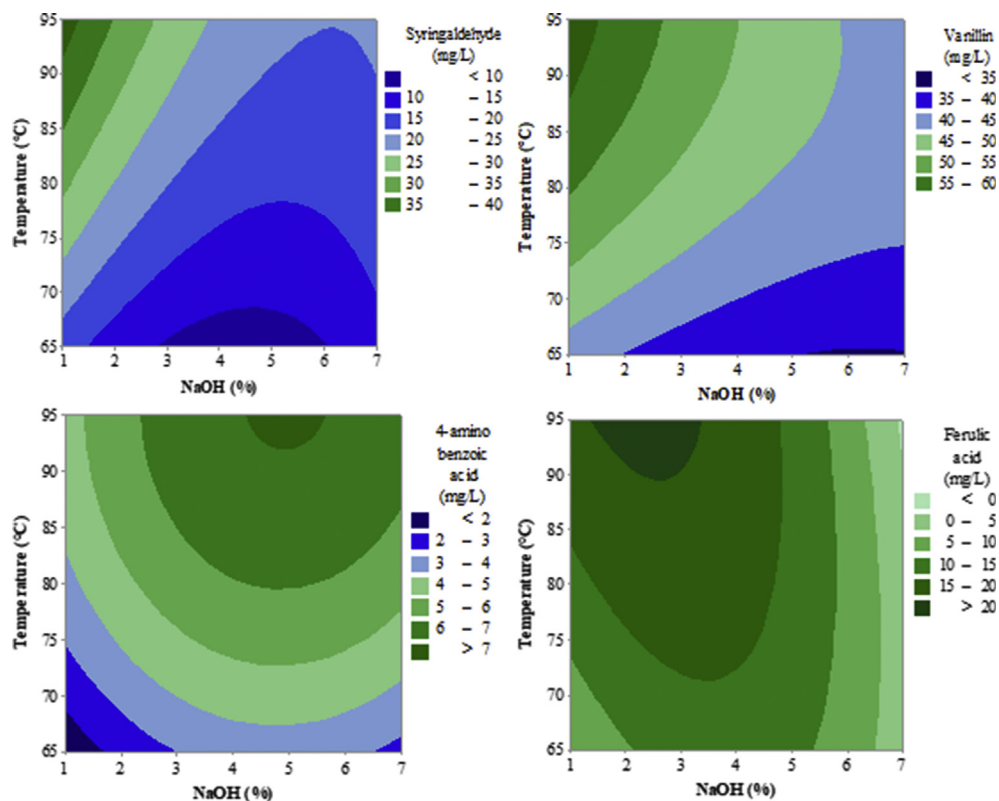 Syringaldehyde
(mg/L)
< 10
10 – 15
15 – 20
20 – 25
25 – 30
30 – 35
35 – 40
Temperature (°C)
95
90
85
80
75
70
65
1 2 3 4 5 6 7
NaOH (%)
Vanillin
(mg/L)
< 35
35 – 40
40 – 45
45 – 50
50 – 55
55 – 60
Temperature (°C)
95
90
85
80
75
70
65
1 2 3 4 5 6 7
NaOH (%)
4-amino
benzoic
acid
(mg/L)
< 2
2 – 3
3 – 4
4 – 5
5 – 6
6 – 7
> 7
Temperature (°C)
95
90
85
80
75
70
65
1 2 3 4 5 6 7
NaOH (%)
Ferulic
acid
(mg/L)
< 0
0 – 5
5 – 10
10 – 15
15 – 20
> 20
Temperature (°C)
95
90
85
80
75
70
65
1 2 3 4 5 6 7
NaOH (%)